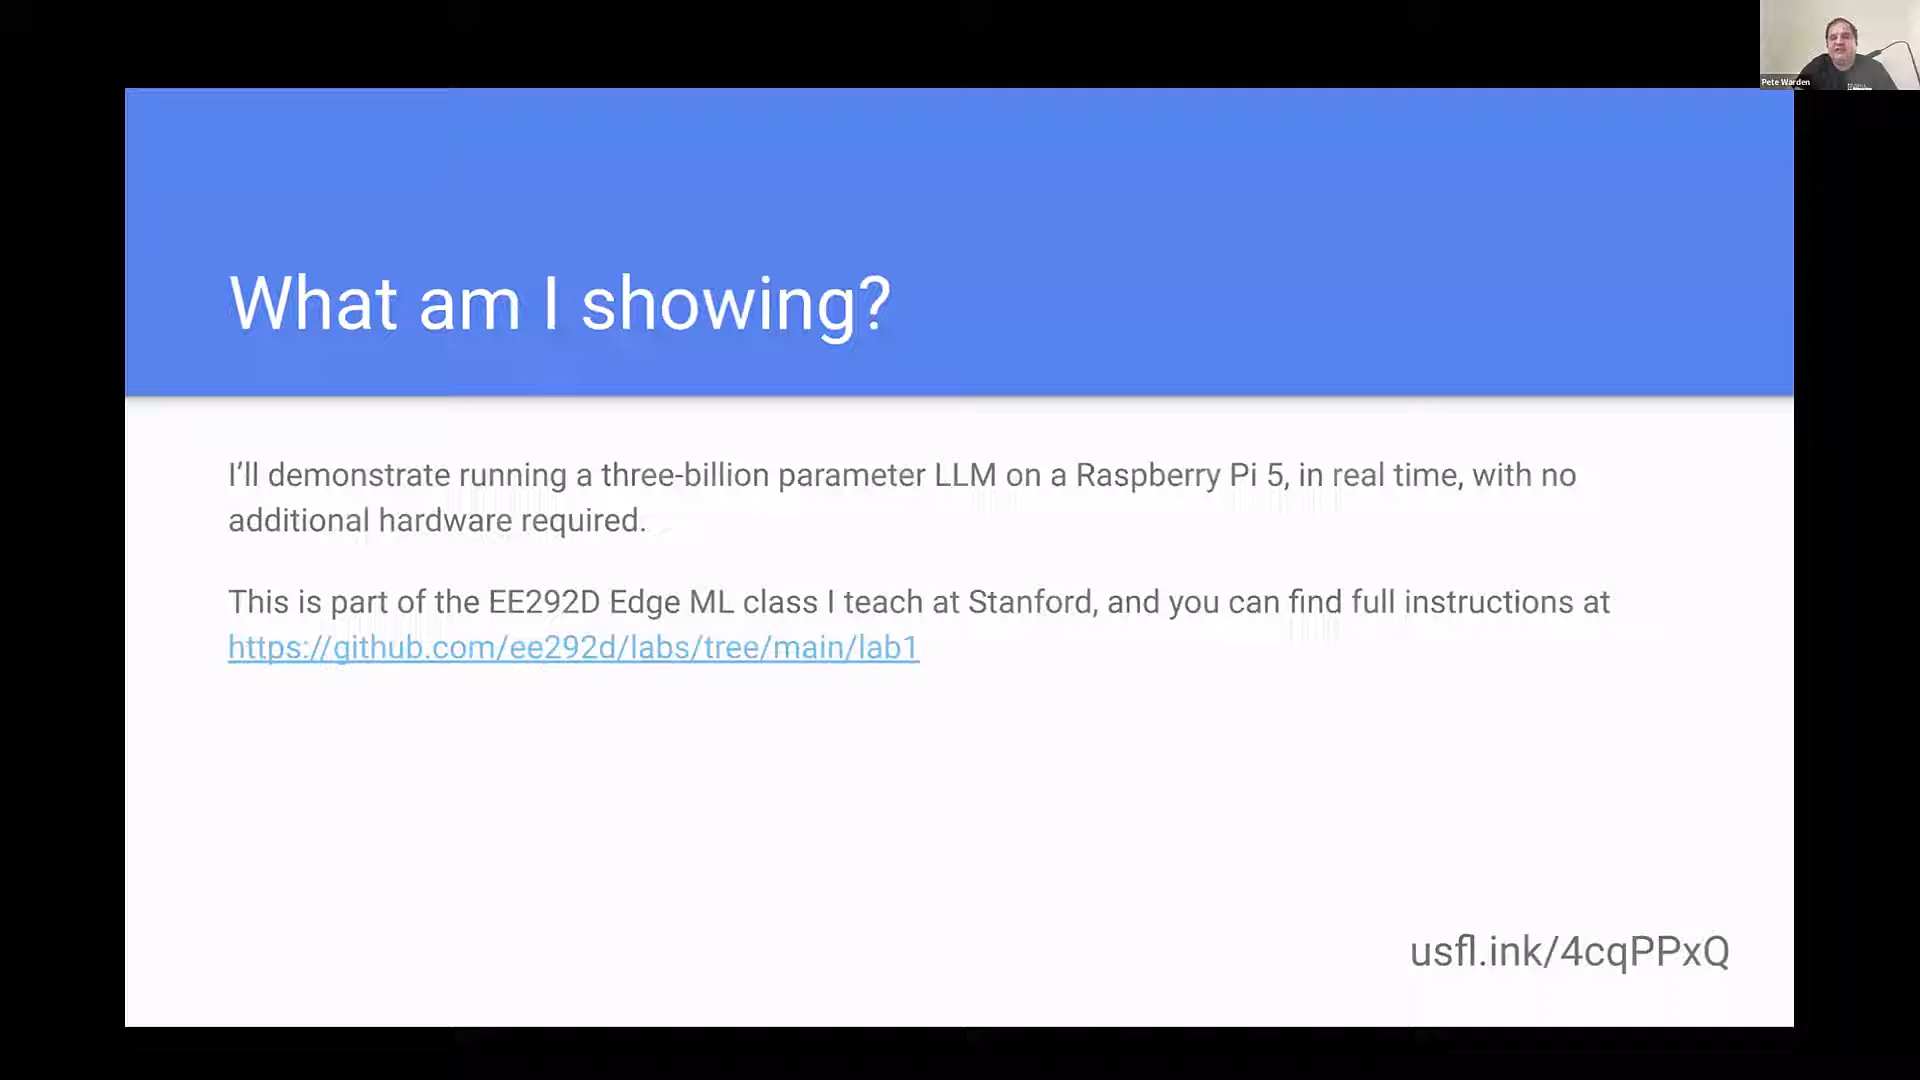 Pete Warden
What am I showing?
I’ll demonstrate running a three-billion parameter LLM on a Raspberry Pi 5, in real time, with no
additional hardware required.
This is part of the EE292D Edge ML class I teach at Stanford, and you can find full instructions at
https://github.com/ee292d/labs/tree/main/lab1
usfl.ink/4cqPPxQ